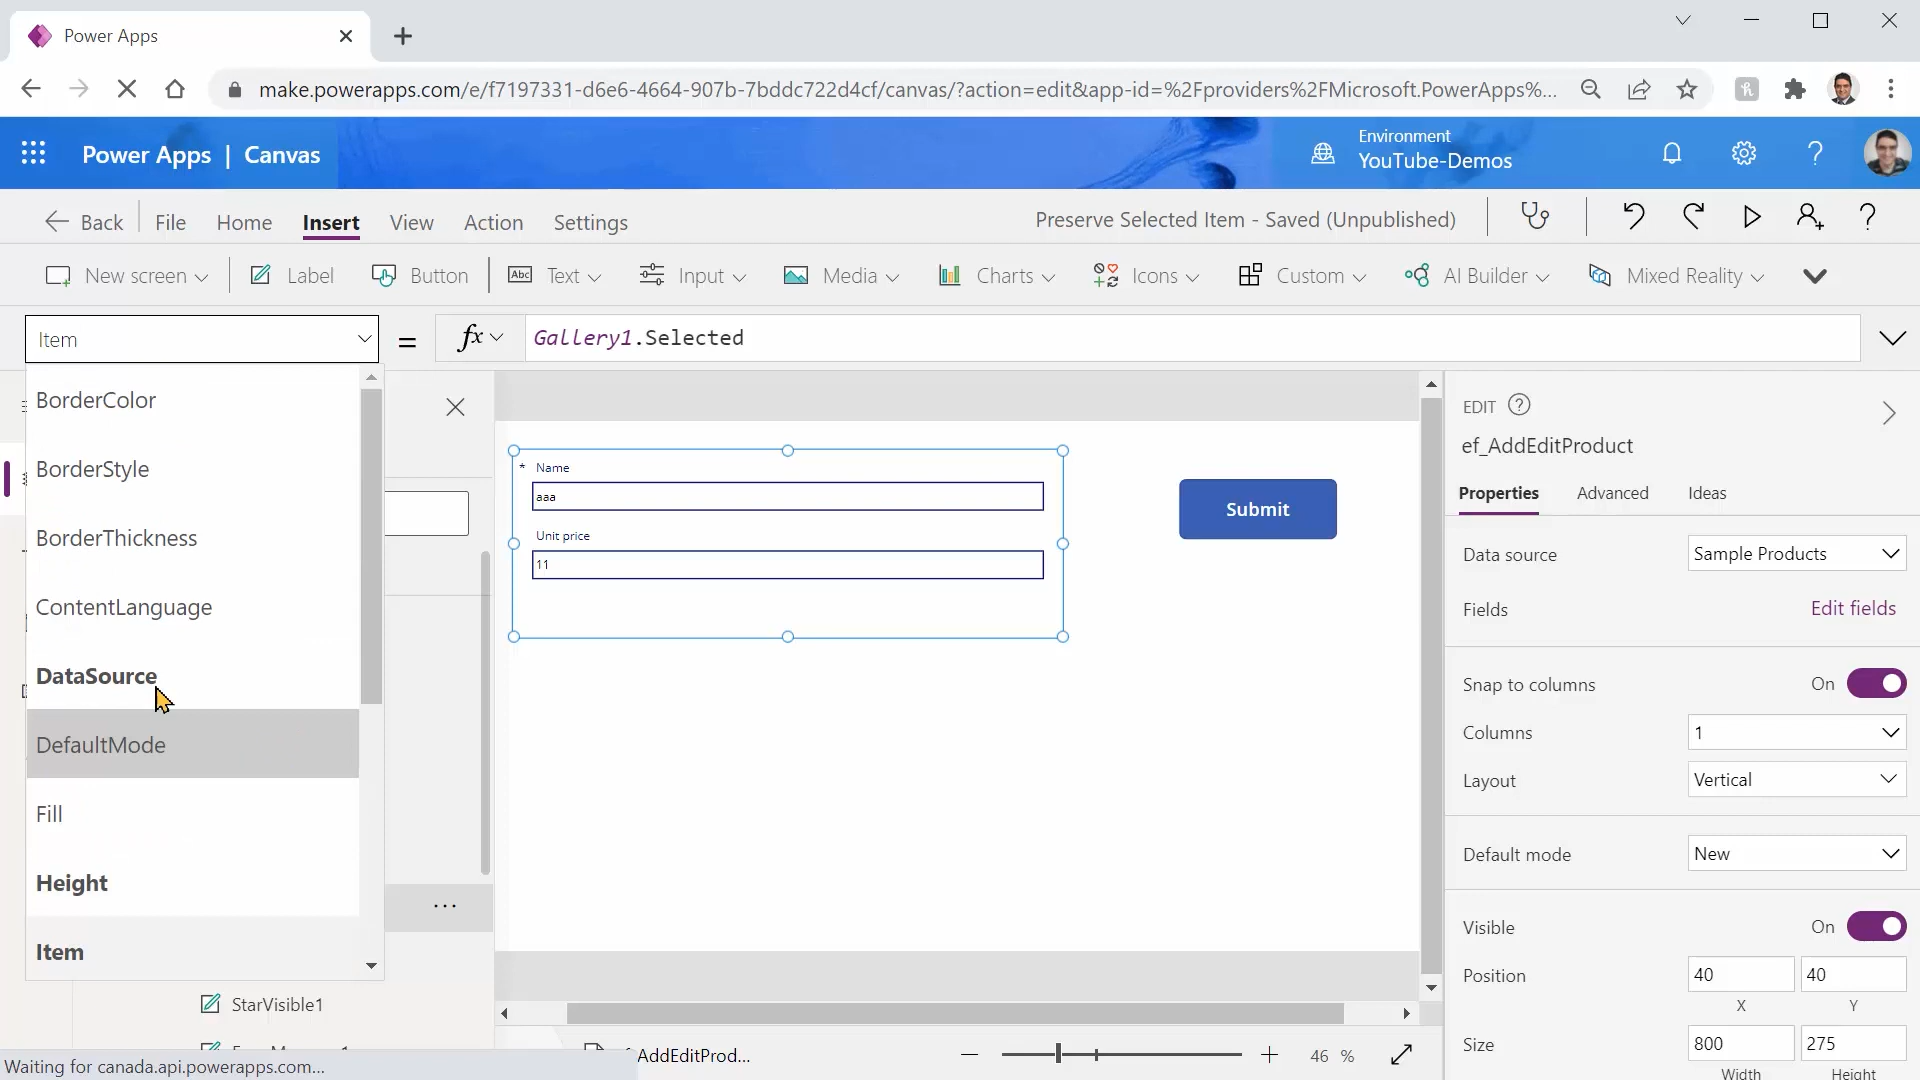 Power Apps
make.powerapps.com/e/f7197331-d6e6-4664-907b-7bddc722d4cf/canvas/?action=edit&app-id=%2Fproviders%2FMicrosoft.PowerApps%...
Power Apps | Canvas
Environment
YouTube-Demos
Back
File
Home
Insert
View
Action
Settings
Preserve Selected Item - Saved (Unpublished)
New screen
Label
Button
Abc
Text
Input
Media
Charts
Icons
Custom
AI Builder
Mixed Reality
Item
=
fx
Gallery1.Selected
BorderColor
BorderStyle
BorderThickness
ContentLanguage
DataSource
DefaultMode
Fill
Height
Item
StarVisible1
Waiting for canada.api.powerapps.com...
* Name
aaa
Unit price
11
Submit
AddEditProd...
46 %
EDIT
ef_AddEditProduct
Properties
Advanced
Ideas
Data source
Sample Products
Fields
Edit fields
Snap to columns
On
Columns
1
Layout
Vertical
Default mode
New
Visible
On
Position
40
40
X
Y
Size
800
275
Width
Height